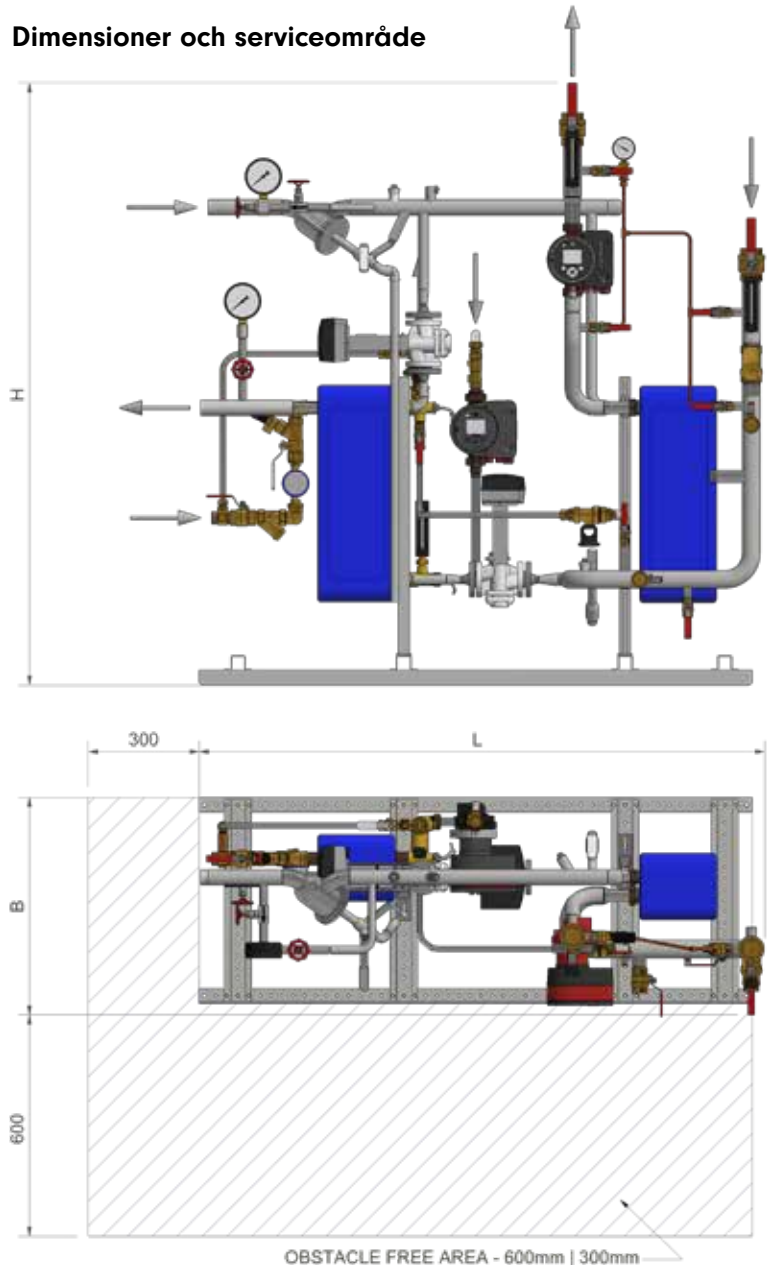 Dimensioner och serviceområde
H
300
L
B
600
OBSTACLE FREE AREA - 600mm | 300mm